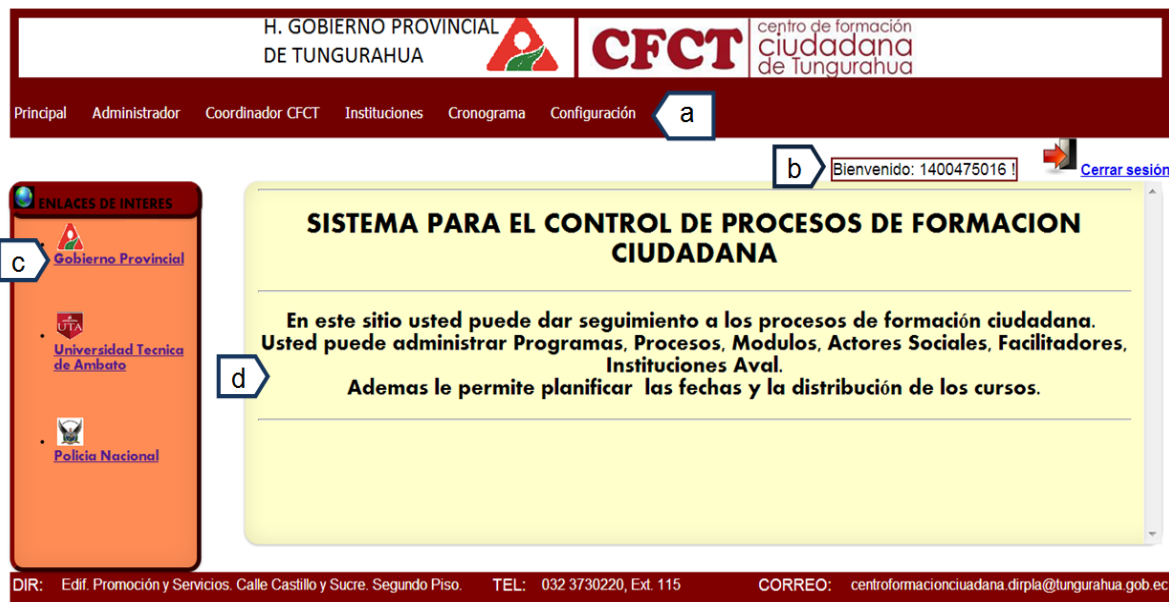 H. GOBIERNO PROVINCIAL
DE TUNGURAHUA
CFCT
centro de formación
ciudadana
de Tungurahua
Principal Administrador Coordinador CFCT Instituciones Cronograma Configuración
a
b
Bienvenido: 1400475016 !
Cerrar sesión
ENLACES DE INTERES
c
Gobierno Provincial
UTA
Universidad Tecnica
de Ambato
Policia Nacional
SISTEMA PARA EL CONTROL DE PROCESOS DE FORMACION
CIUDADANA
d
En este sitio usted puede dar seguimiento a los procesos de formación ciudadana.
Usted puede administrar Programas, Procesos, Modulos, Actores Sociales, Facilitadores,
Instituciones Aval.
Ademas le permite planificar las fechas y la distribución de los cursos.
DIR: Edif. Promoción y Servicios. Calle Castillo y Sucre. Segundo Piso. TEL: 032 3730220, Ext. 115 CORREO: centroformacionciuadana.dirpla@tungurahua.gob.ec